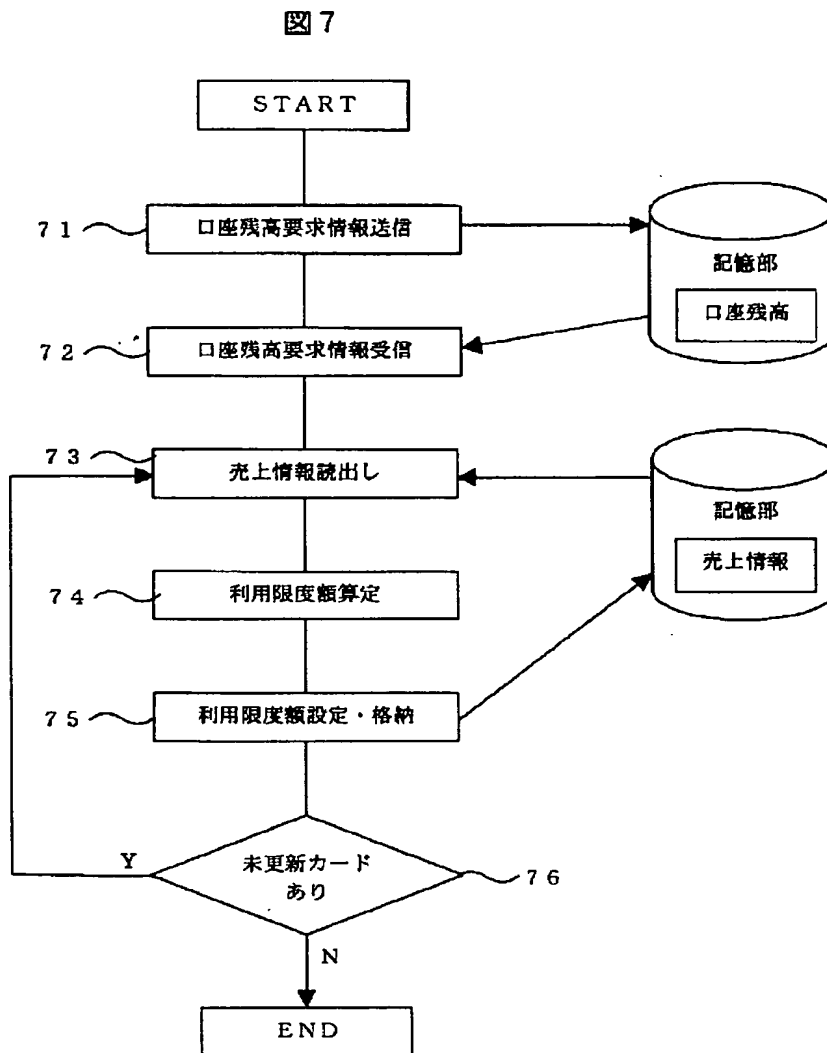 図７
ＳＴＡＲＴ
７１
口座残高要求情報送信
記憶部
口座残高
７２
口座残高要求情報受信
７３
売上情報読出し
記憶部
売上情報
７４
利用限度額算定
７５
利用限度額設定・格納
Ｙ
未更新カード
あり
７６
Ｎ
ＥＮＤ